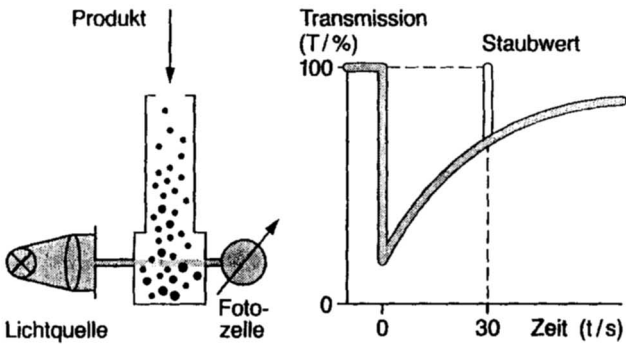 Produkt
Lichtquelle
Foto-
zelle
Transmission
(T/%)
Staubwert
100
0
0
30
Zeit (t/s)